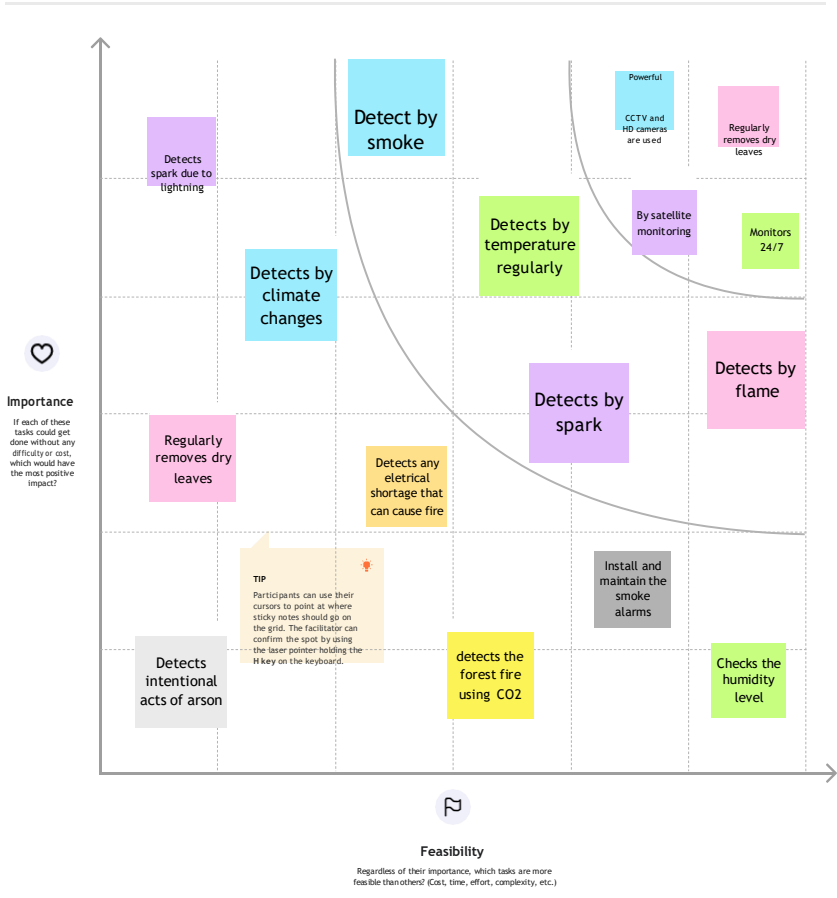 Detect by
smoke
Powerful
CCTV and
HD cameras
are used
Regularly
removes dry
leaves
Detects
spark due to
lightning
By satellite
monitoring
Monitors
24/7
Detects by
temperature
regularly
Detects by
climate
changes
Detects by
flame
Detects by
spark
Importance
If each of these
tasks could get
done without any
difficulty or cost,
which would have
the most positive
impact?
Regularly
removes dry
leaves
Detects any
eletrical
shortage that
can cause fire
TIP
Participants can use their
cursors to point at where
sticky notes should go on
the grid. The facilitator can
confirm the spot by using
the laser pointer holding the
H key on the keyboard.
Install and
maintain the
smoke
alarms
Detects
intentional
acts of arson
detects the
forest fire
using CO2
Checks the
humidity
level
Feasibility
Regardless of their importance, which tasks are more
feasible than others? (Cost, time, effort, complexity, etc.)